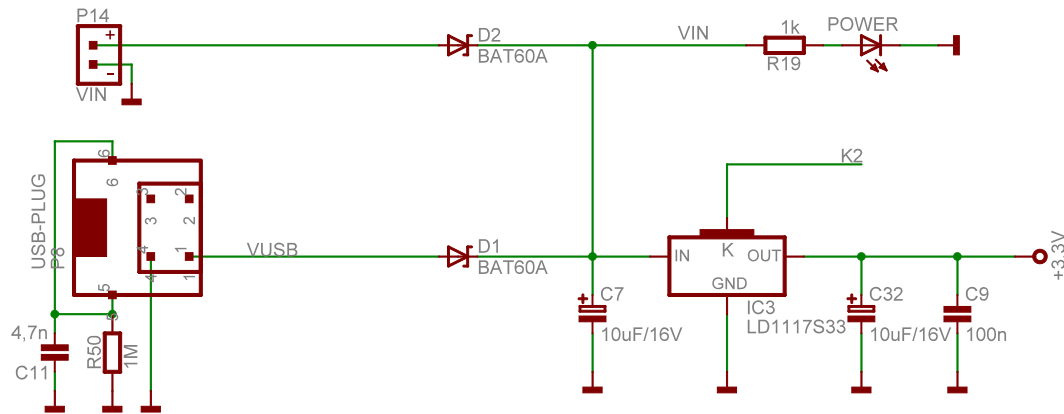 P14
+
-
VIN
D2
BAT60A
VIN
1k
R19
POWER
K2
USB-PLUG
P8
6
6
3
3
2
2
4
4
1
1
5
5
VUSB
D1
BAT60A
IN
K
OUT
GND
IC3
LD1117S33
+3.3V
+
C7
10uF/16V
+
C32
10uF/16V
C9
100n
4,7n
C11
R50
1M